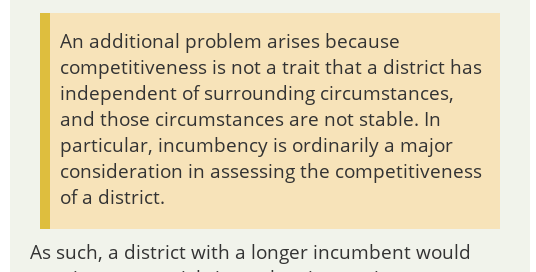 An additional problem arises because
competitiveness is not a trait that a district has
independent of surrounding circumstances,
and those circumstances are not stable. In
particular, incumbency is ordinarily a major
consideration in assessing the competitiveness
of a district.
As such, a district with a longer incumbent would